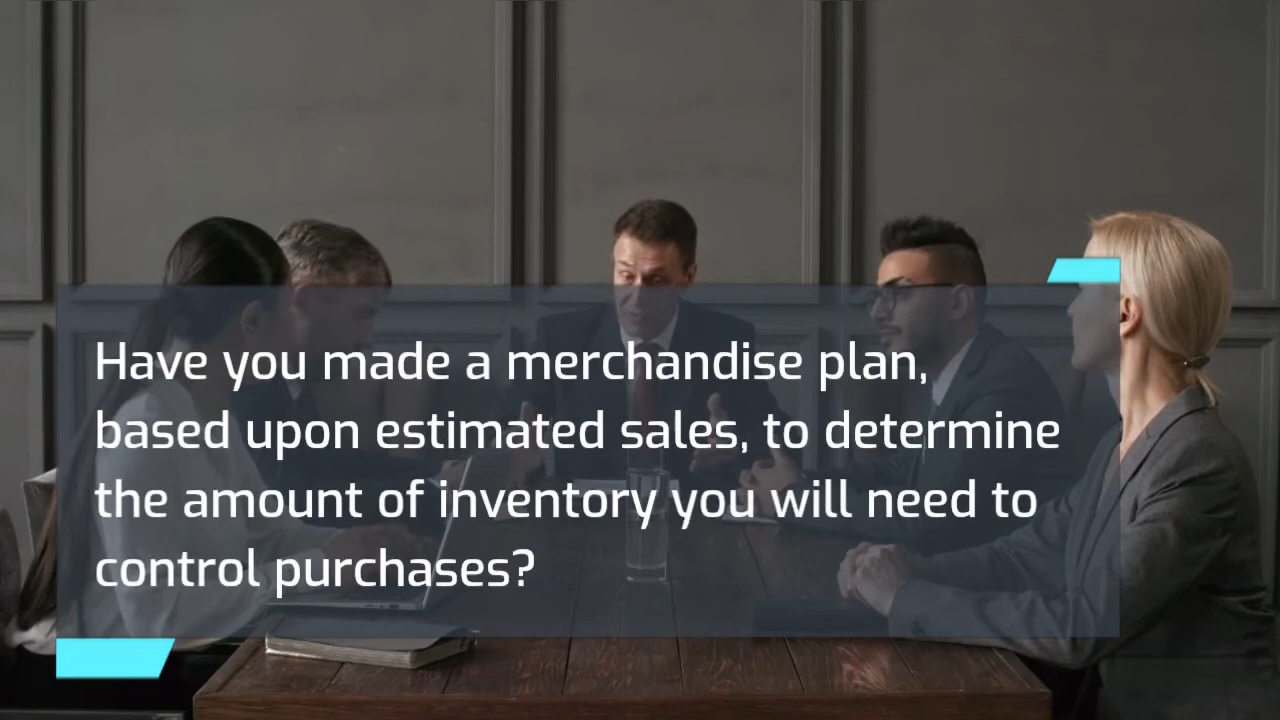 Have you made a merchandise plan,
based upon estimated sales, to determine
the amount of inventory you will need to
control purchases?